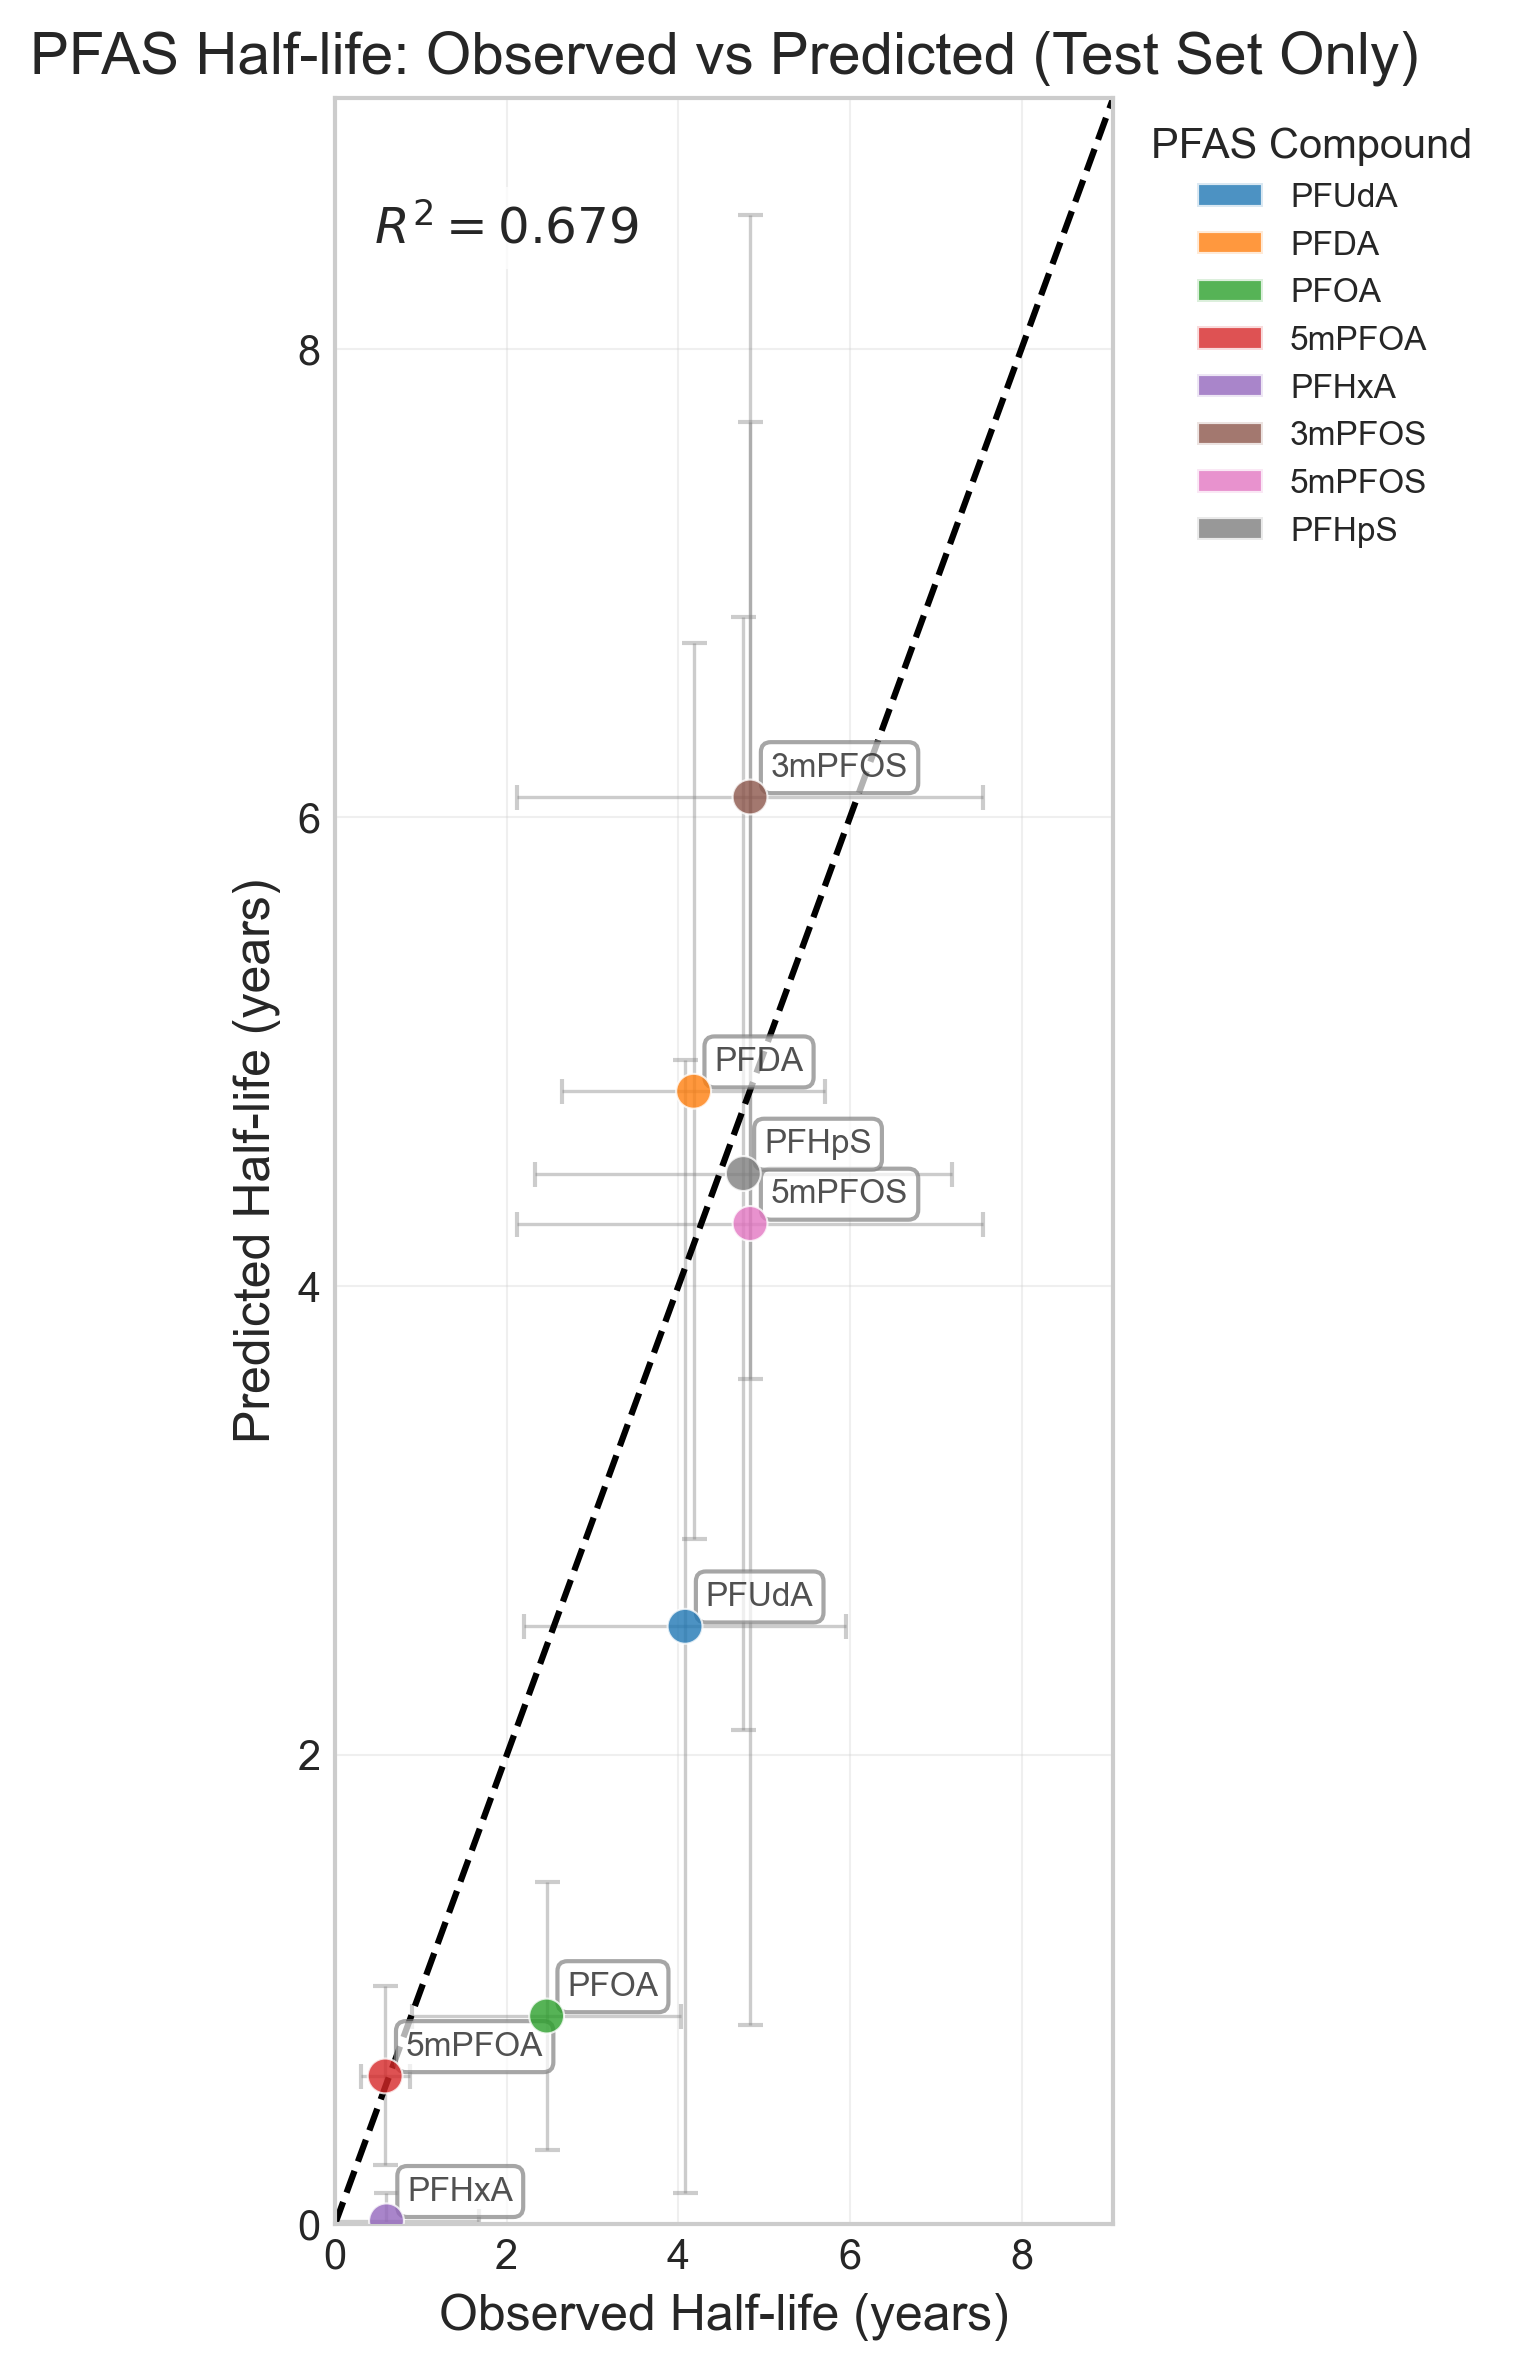 PFAS Half-life: Observed vs Predicted (Test Set Only)
R² = 0.679
PFAS Compound
PFUdA
PFDA
PFOA
5mPFOA
PFHxA
3mPFOS
5mPFOS
PFHpS
Predicted Half-life (years)
8
6
4
2
0
3mPFOS
PFDA
PFHpS
5mPFOS
PFUdA
PFOA
5mPFOA
PFHxA
0 2 4 6 8
Observed Half-life (years)